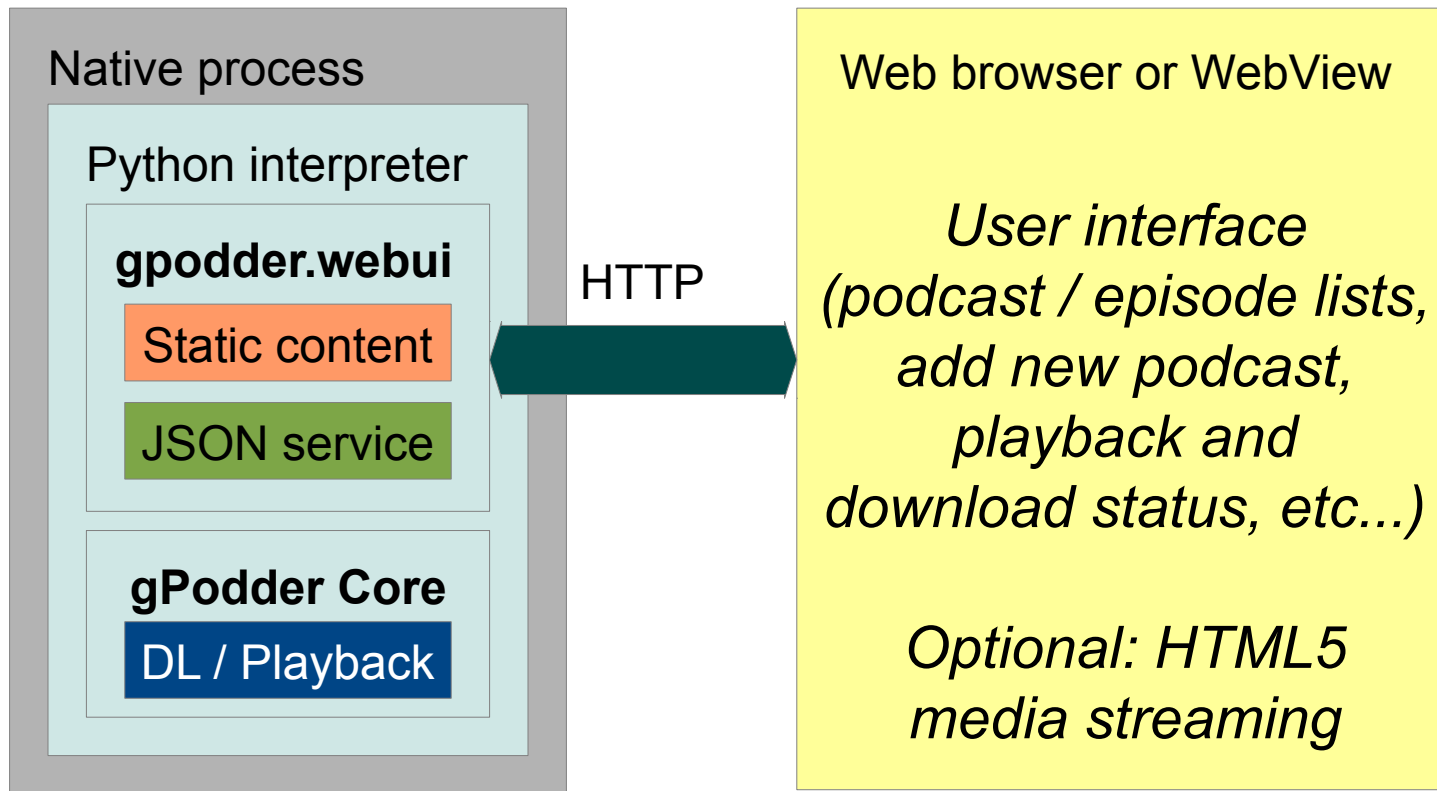 Native process
Python interpreter
gpodder.webui
Static content
JSON service
gPodder Core
DL / Playback
HTTP
Web browser or WebView
User interface
(podcast / episode lists,
add new podcast,
playback and
download status, etc...)
Optional: HTML5
media streaming